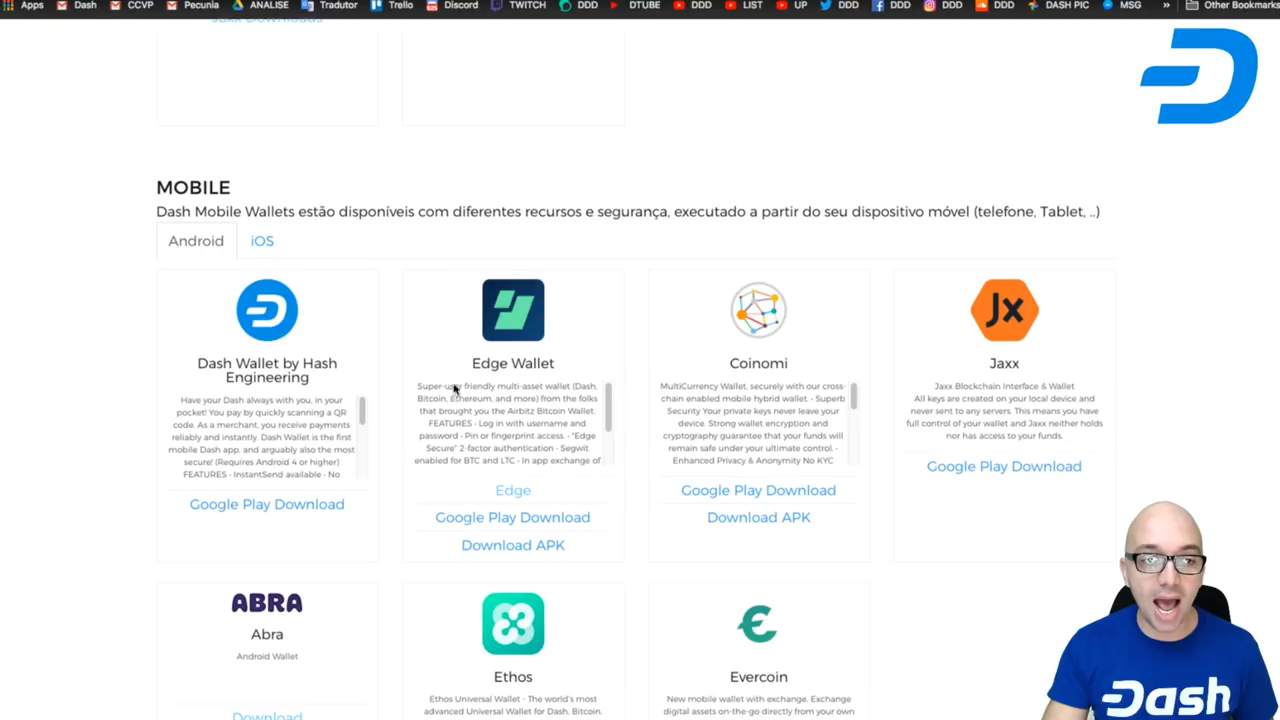 Apps Dash CCVP Pecunia ANALISE Tradutor Trello Discord TWITCH DDD DTUBE DDD LIST UP DDD DDD DDD DDD DASH PIC MSG » Other Bookmarks
MOBILE
Dash Mobile Wallets estão disponíveis com diferentes recursos e segurança, executado a partir do seu dispositivo móvel (telefone, Tablet, ..)
Android iOS
Dash Wallet by Hash
Engineering
Have your Dash always with you, in your
pocket! You pay by quickly scanning a QR
code. As a merchant, you receive payments
reliably and instantly. Dash Wallet is the first
mobile Dash app, and arguably also the most
secure! (Requires Android 4 or higher)
FEATURES - InstantSend available - No
Google Play Download
Edge Wallet
Super-user friendly multi-asset wallet (Dash,
Bitcoin, Ethereum, and more) from the folks
that brought you the Airbitz Bitcoin Wallet.
FEATURES - Log in with username and
password - Pin or fingerprint access. - "Edge
Secure" 2-factor authentication - Segwit
enabled for BTC and LTC - In app exchange of
Edge
Google Play Download
Download APK
Coinomi
MultiCurrency Wallet, securely with our cross-
chain enabled mobile hybrid wallet. - Superb
Security Your private keys never leave your
device. Strong wallet encryption and
cryptography guarantee that your funds will
remain safe under your ultimate control. -
Enhanced Privacy & Anonymity No KYC
Google Play Download
Download APK
Jx
Jaxx
Jaxx Blockchain Interface & Wallet
All keys are created on your local device and
never sent to any servers. This means you have
full control of your wallet and Jaxx neither holds
nor has access to your funds.
Google Play Download
ABRA
Abra
Android Wallet
Download
Ethos
Ethos Universal Wallet - The world's most
advanced Universal Wallet for Dash, Bitcoin,
Evercoin
New mobile wallet with exchange. Exchange
digital assets on-the-go directly from your own
Dash